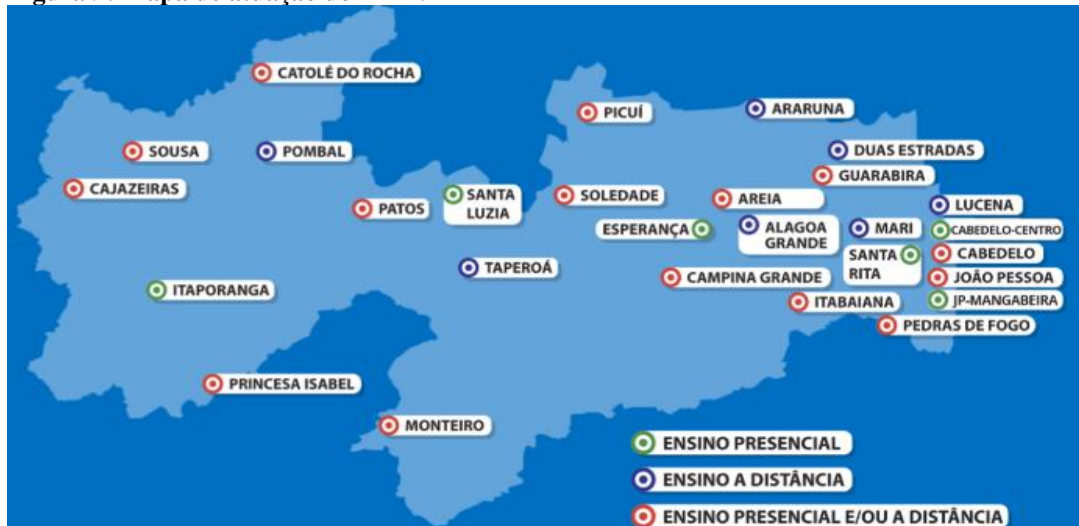 CATOLÉ DO ROCHA
PICUÍ
ARARUNA
SOUSA
POMBAL
DUAS ESTRADAS
GUARABIRA
CAJAZEIRAS
PATOS
SANTA
LUZIA
SOLEDADE
AREIA
LUCENA
ESPERANÇA
ALAGOA
GRANDE
MARI
CABEDELO-CENTRO
SANTA
RITA
CABEDELO
TAPEROÁ
CAMPINA GRANDE
JOÃO PESSOA
ITAPORANGA
ITABAIANA
JP-MANGABEIRA
PEDRAS DE FOGO
PRINCESA ISABEL
MONTEIRO
ENSINO PRESENCIAL
ENSINO A DISTÂNCIA
ENSINO PRESENCIAL E/OU A DISTÂNCIA